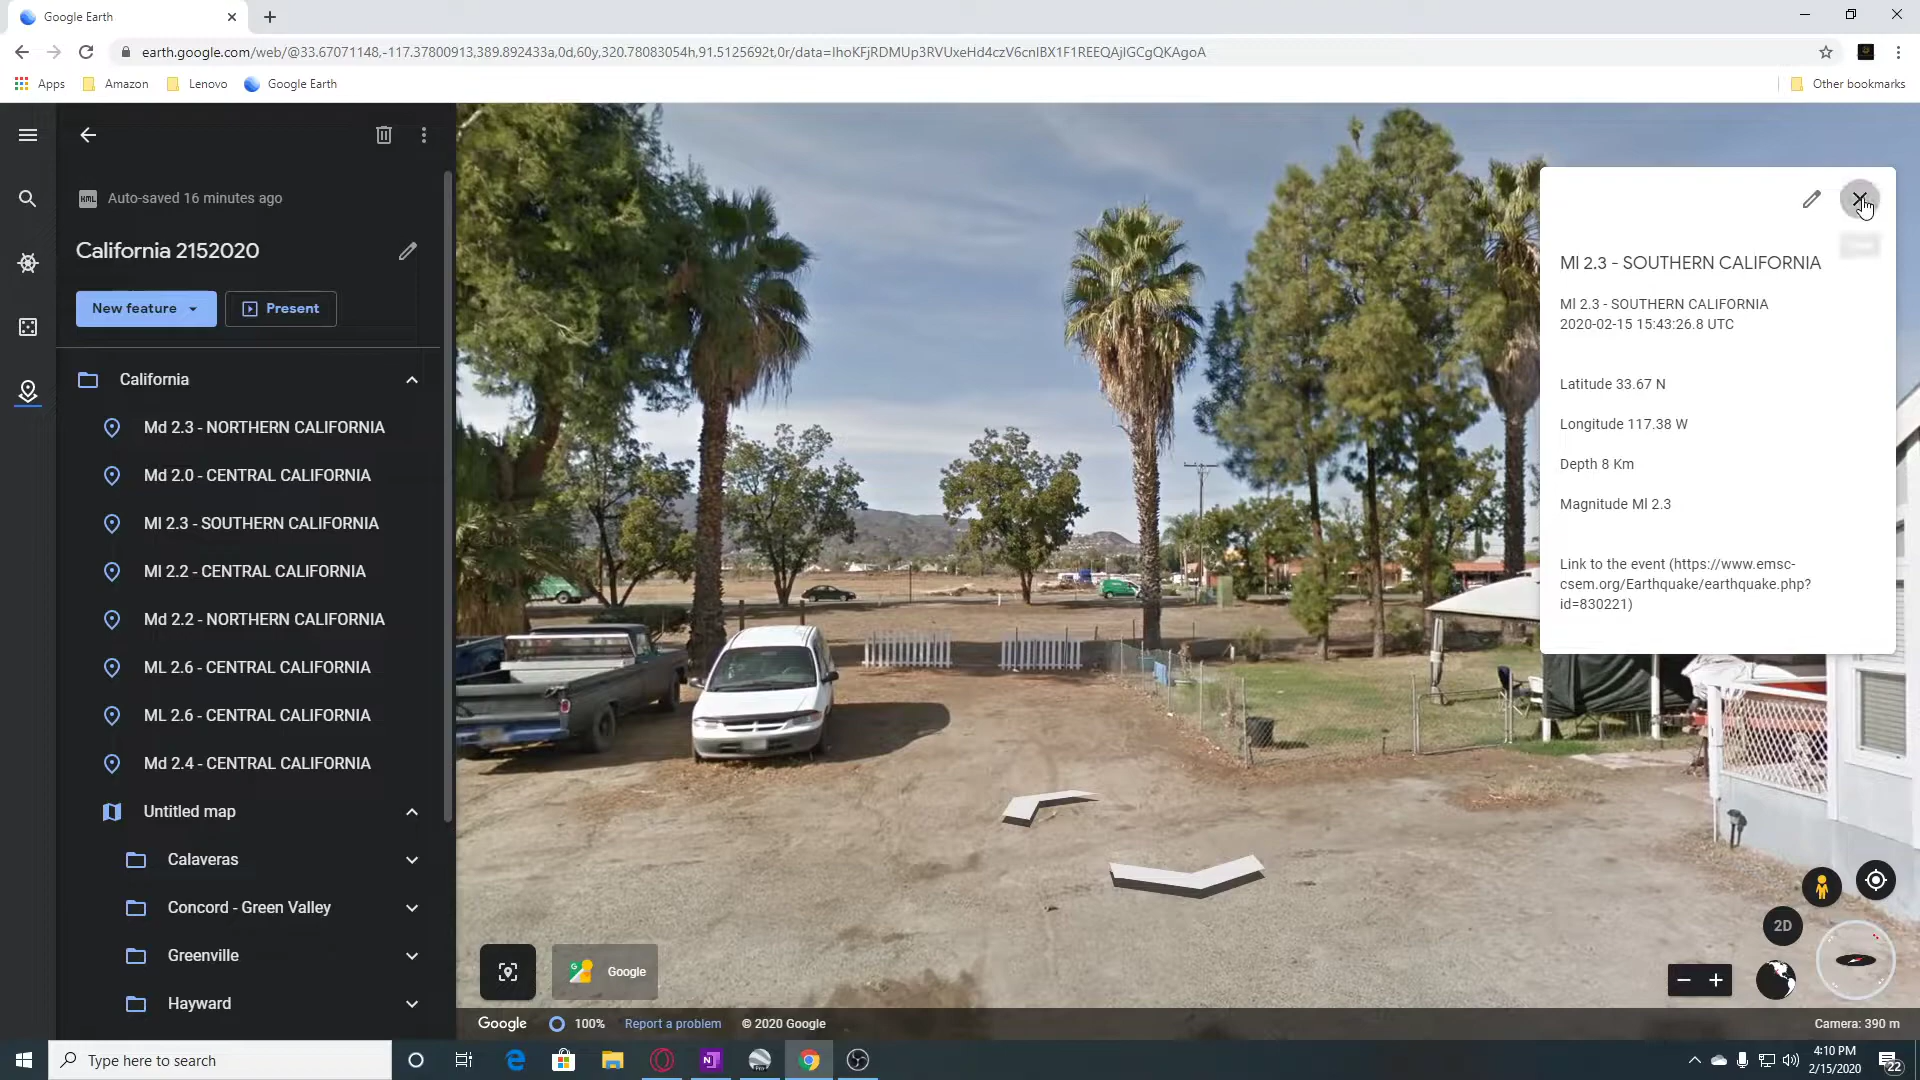 Google Earth
earth.google.com/web/@33.67071148,-117.37800913,389.892433a,0d,60y,320.78083054h,91.5125692t,0r/data=IhoKFjRDMUp3RVUxeHd4czV6cnlBX1F1REEQAjIGCgQKAgoA
Apps
Amazon
Lenovo
Google Earth
Other bookmarks
KML
Auto-saved 16 minutes ago
California 2152020
New feature
Present
California
Md 2.3 - NORTHERN CALIFORNIA
Md 2.0 - CENTRAL CALIFORNIA
Ml 2.3 - SOUTHERN CALIFORNIA
Ml 2.2 - CENTRAL CALIFORNIA
Md 2.2 - NORTHERN CALIFORNIA
ML 2.6 - CENTRAL CALIFORNIA
ML 2.6 - CENTRAL CALIFORNIA
Md 2.4 - CENTRAL CALIFORNIA
Untitled map
Calaveras
Concord - Green Valley
Greenville
Hayward
Ml 2.3 - SOUTHERN CALIFORNIA
Ml 2.3 - SOUTHERN CALIFORNIA
2020-02-15 15:43:26.8 UTC
Latitude 33.67 N
Longitude 117.38 W
Depth 8 Km
Magnitude Ml 2.3
Link to the event (https://www.emsc-
csem.org/Earthquake/earthquake.php?
id=830221)
2D
Google
Google
100%
Report a problem
© 2020 Google
Camera: 390 m
Type here to search
4:10 PM
2/15/2020
22